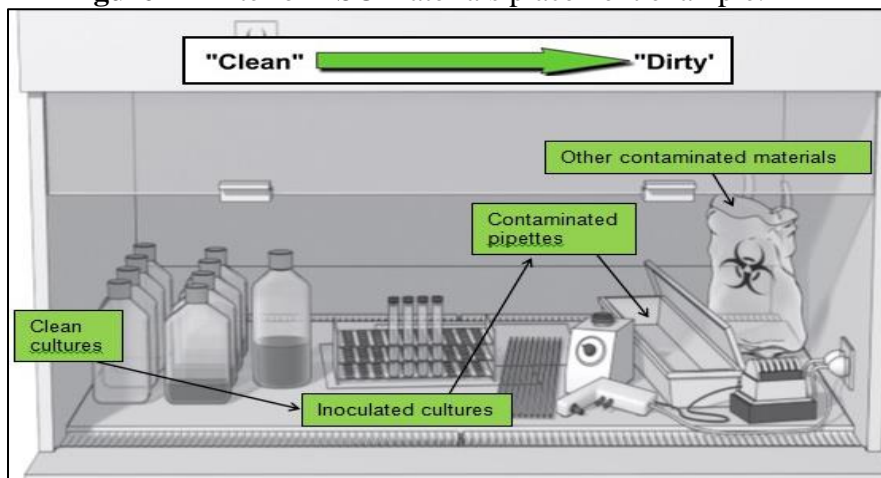 "Clean" "Dirty'
Other contaminated materials
Contaminated
pipettes
Clean
cultures
Inoculated cultures